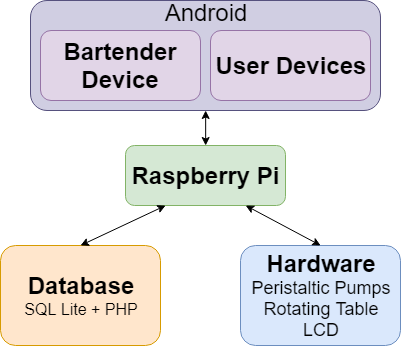 Android
Bartender
Device
User Devices
Raspberry Pi
Database
SQL Lite + PHP
Hardware
Peristaltic Pumps
Rotating Table
LCD